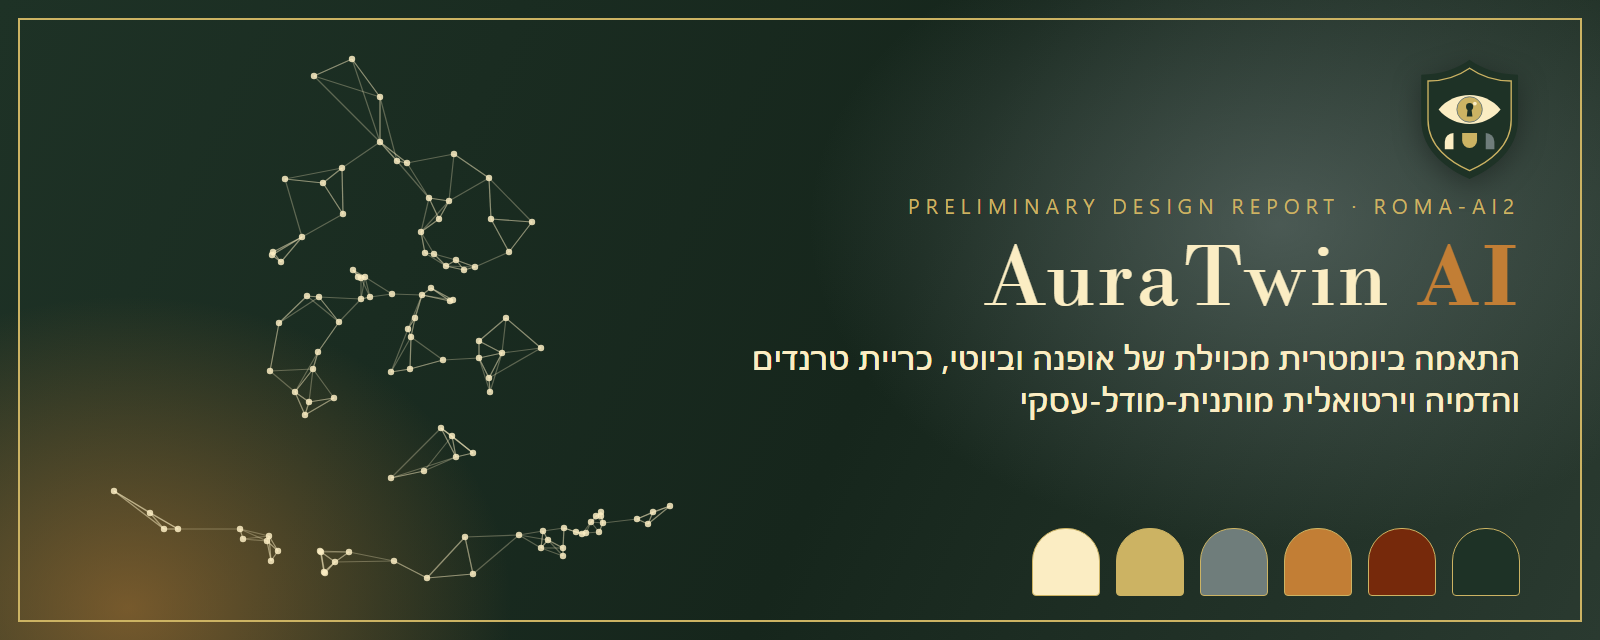 PRELIMINARY DESIGN REPORT · ROMA-AI2
AuraTwin AI
התאמה ביומטרית מכוילת של אופנה וביוטי, כריית טרנדים
והדמיה וירטואלית מותנית-מודל-עסקי